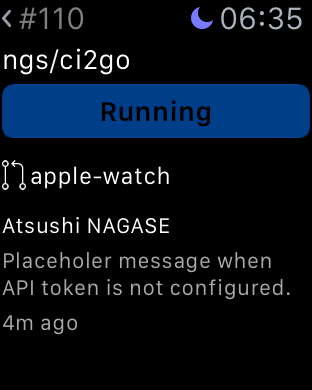 #110 06:35
ngs/ci2go
Running
apple-watch
Atsushi NAGASE
Placeholer message when
API token is not configured.
4m ago